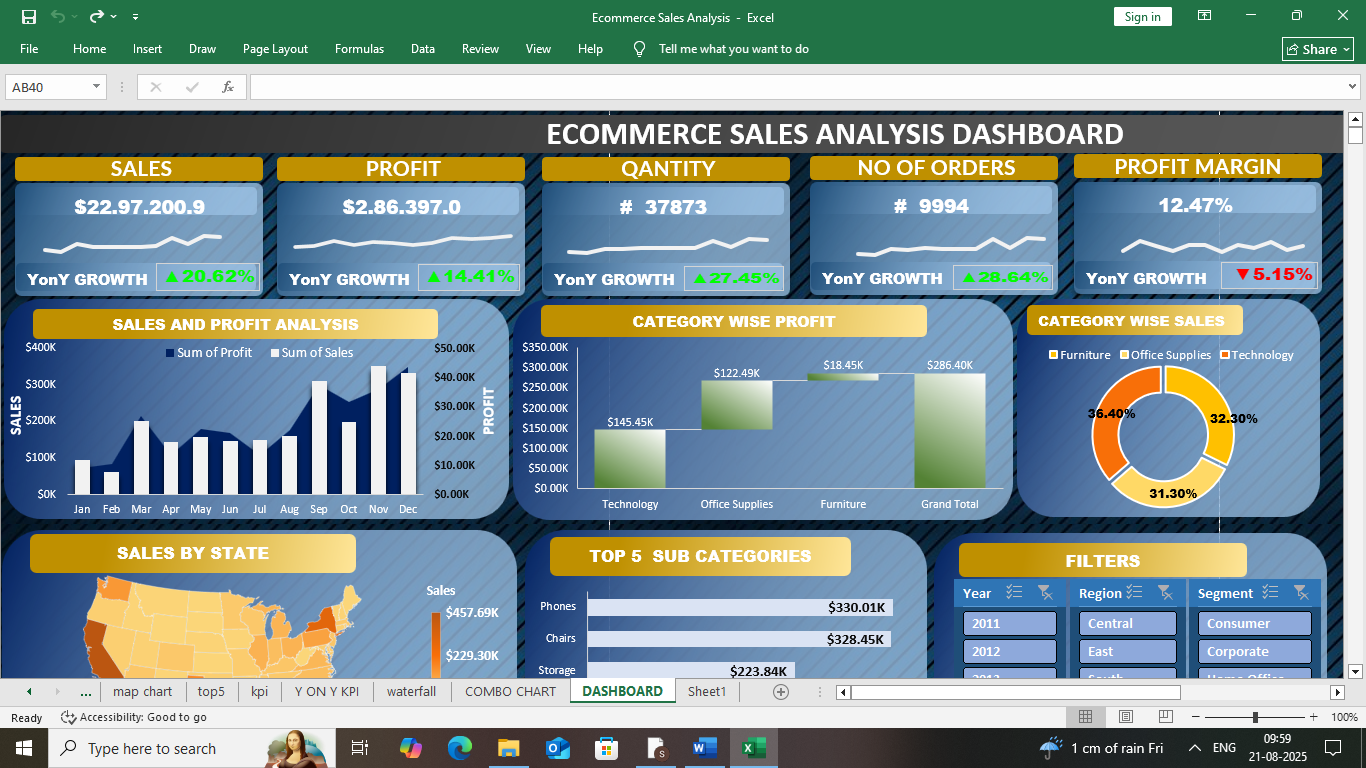 Ecommerce Sales Analysis - Excel
Sign in
File Home Insert Draw Page Layout Formulas Data Review View Help Tell me what you want to do
Share
AB40
fx
ECOMMERCE SALES ANALYSIS DASHBOARD
SALES
$22.97.200.9
YonY GROWTH ▲20.62%
PROFIT
$2.86.397.0
YonY GROWTH ▲14.41%
QANTITY
# 37873
YonY GROWTH ▲27.45%
NO OF ORDERS
# 9994
YonY GROWTH ▲28.64%
PROFIT MARGIN
12.47%
YonY GROWTH ▼5.15%
SALES AND PROFIT ANALYSIS
Sum of Profit Sum of Sales
SALES
$400K
$300K
$200K
$100K
$0K
$50.00K
$40.00K
$30.00K
$20.00K
$10.00K
$0.00K
PROFIT
Jan Feb Mar Apr May Jun Jul Aug Sep Oct Nov Dec
CATEGORY WISE PROFIT
$350.00K
$300.00K
$250.00K
$200.00K
$150.00K
$100.00K
$50.00K
$0.00K
$145.45K
$122.49K
$18.45K
$286.40K
Technology Office Supplies Furniture Grand Total
CATEGORY WISE SALES
Furniture Office Supplies Technology
36.40%
32.30%
31.30%
SALES BY STATE
Sales
$457.69K
$229.30K
TOP 5 SUB CATEGORIES
Phones $330.01K
Chairs $328.45K
Storage $223.84K
FILTERS
Year
2011
2012
2013
Region
Central
East
South
Segment
Consumer
Corporate
Home Office
... map chart top5 kpi Y ON Y KPI waterfall COMBO CHART DASHBOARD Sheet1
Ready Accessibility: Good to go
100%
Type here to search
1 cm of rain Fri
ENG
09:59
21-08-2025